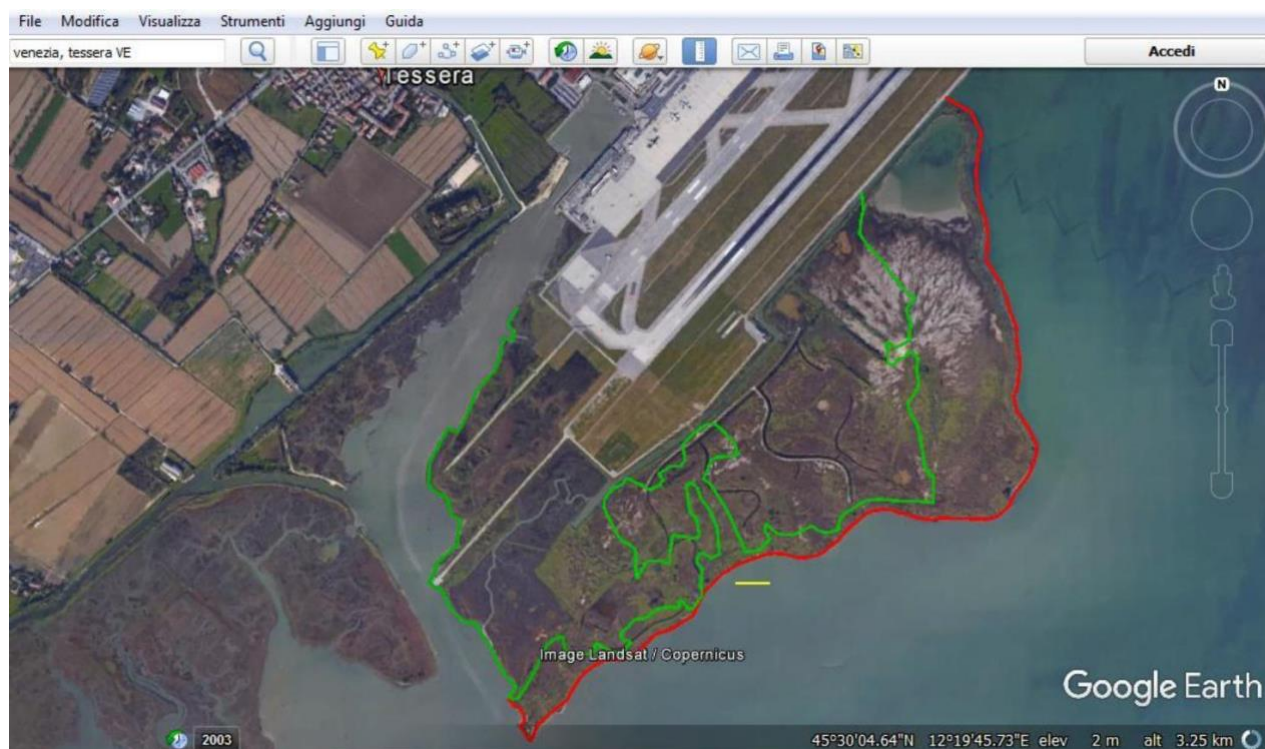 File Modifica Visualizza Strumenti Aggiungi Guida
venezia, tessera VE
Accedi
Tessera
N
Image Landsat / Copernicus
Google Earth
2003
45°30'04.64"N 12°19'45.73"E elev 2 m alt 3.25 km